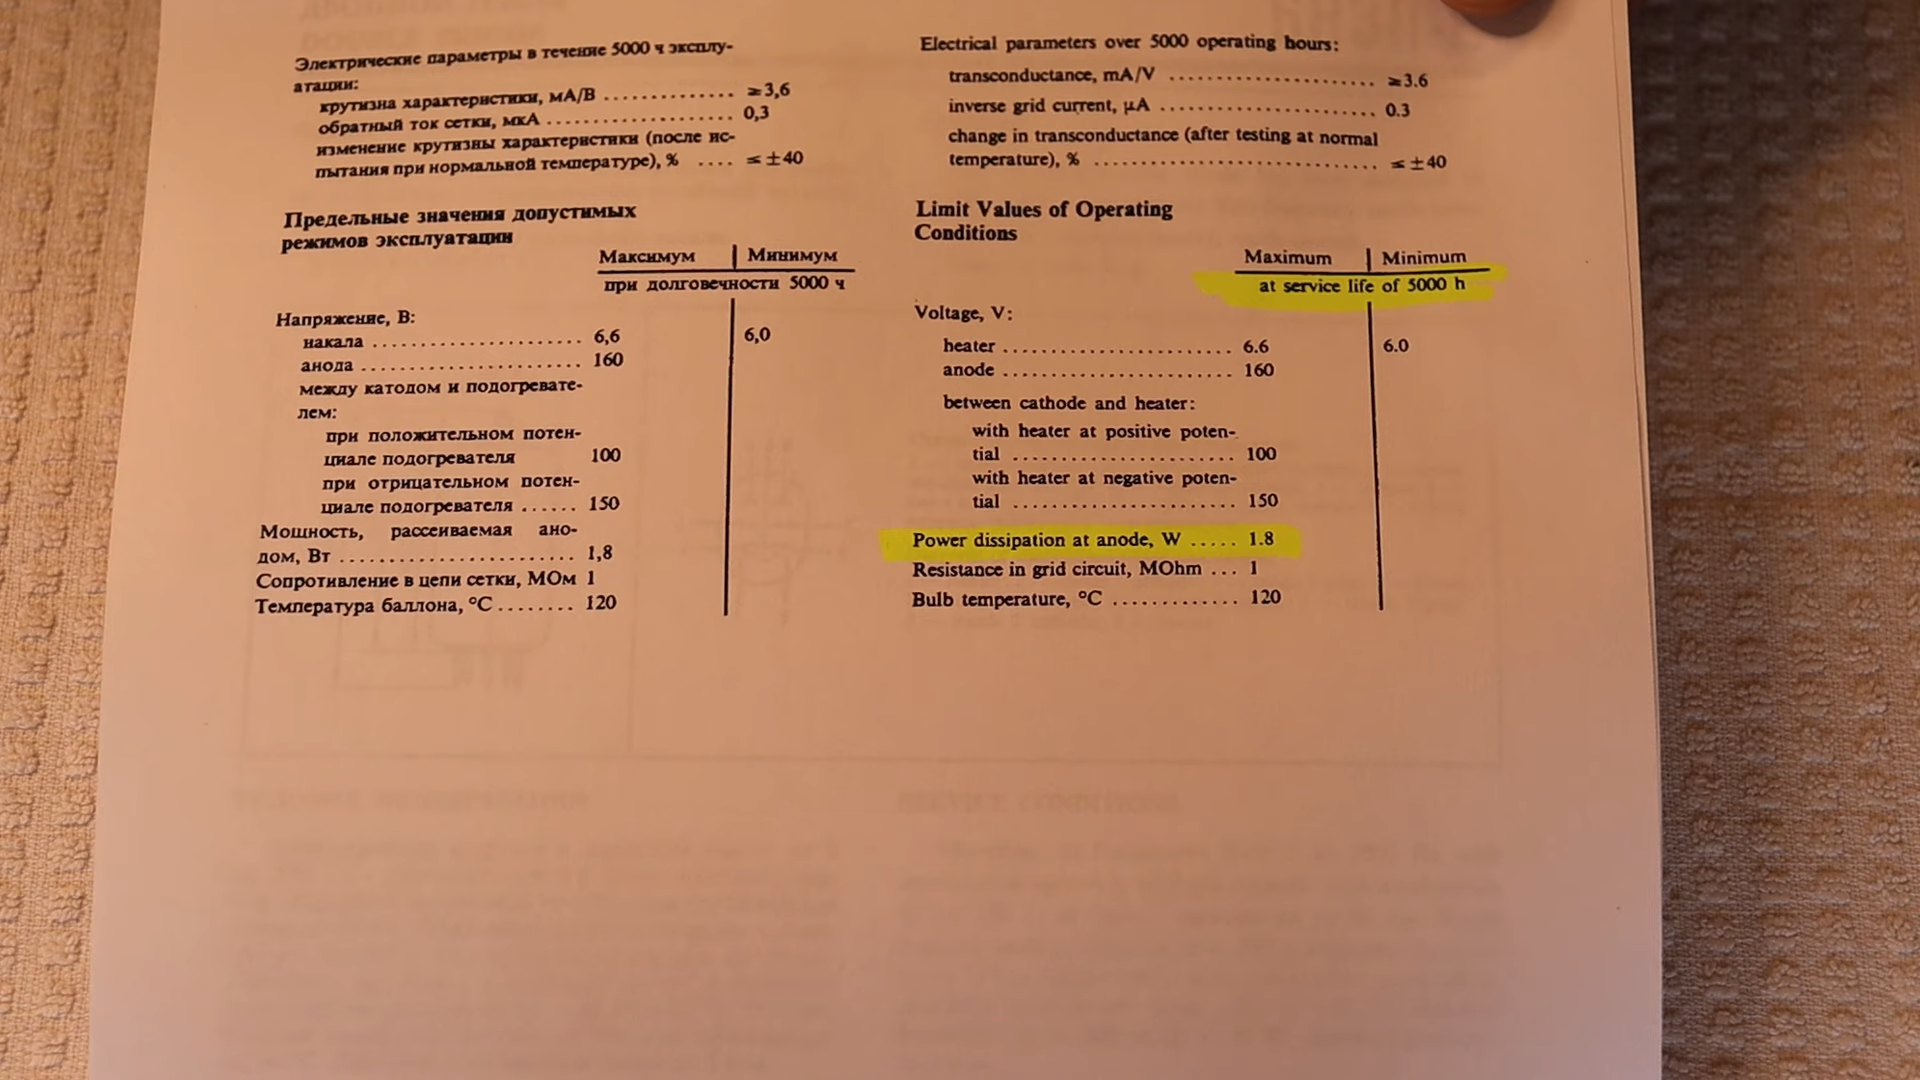 Электрические параметры в течение 5000 ч эксплу-
атации:
крутизна характеристики, мА/В .............. ≥3,6
обратный ток сетки, мкА .................... 0,3
изменение крутизны характеристики (после ис-
пытания при нормальной температуре), % .... ≤ ±40
Предельные значения допустимых
режимов эксплуатации
Максимум | Минимум
при долговечности 5000 ч
Напряжение, В:
накала ...................... 6,6 6,0
анода ....................... 160
между катодом и подогревате-
лем:
при положительном потен-
циале подогревателя 100
при отрицательном потен-
циале подогревателя ...... 150
Мощность, рассеиваемая ано-
дом, Вт ........................ 1,8
Сопротивление в цепи сетки, МОм 1
Температура баллона, °С ........ 120
Electrical parameters over 5000 operating hours:
transconductance, mA/V ...................... ≥3.6
inverse grid current, µA ....................... 0.3
change in transconductance (after testing at normal
temperature), % .............................. ≤ ±40
Limit Values of Operating
Conditions
Maximum | Minimum
at service life of 5000 h
Voltage, V:
heater ........................ 6.6 6.0
anode ........................ 160
between cathode and heater:
with heater at positive poten-
tial ....................... 100
with heater at negative poten-
tial ....................... 150
Power dissipation at anode, W ..... 1.8
Resistance in grid circuit, MOhm ... 1
Bulb temperature, °C ............. 120